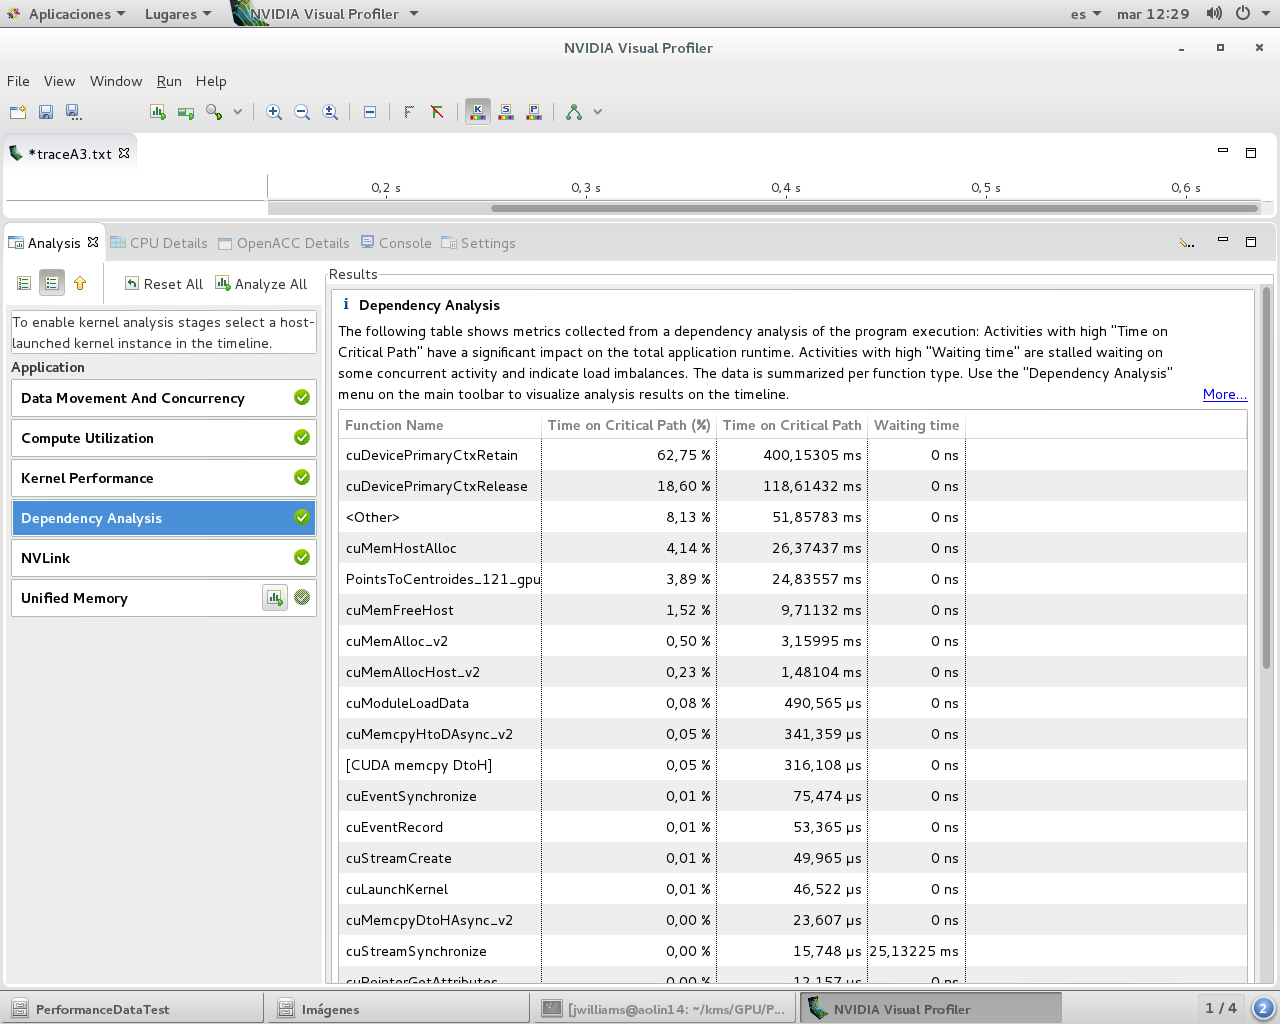 Aplicaciones Lugares NVIDIA Visual Profiler es mar 12:29
NVIDIA Visual Profiler
File View Window Run Help
K S P
*traceA3.txt
0,2 s 0,3 s 0,4 s 0,5 s 0,6 s
Analysis CPU Details OpenACC Details Console Settings
Reset All Analyze All
To enable kernel analysis stages select a host-
launched kernel instance in the timeline.
Application
Data Movement And Concurrency
Compute Utilization
Kernel Performance
Dependency Analysis
NVLink
Unified Memory
Results
Dependency Analysis
The following table shows metrics collected from a dependency analysis of the program execution: Activities with high "Time on
Critical Path" have a significant impact on the total application runtime. Activities with high "Waiting time" are stalled waiting on
some concurrent activity and indicate load imbalances. The data is summarized per function type. Use the "Dependency Analysis"
menu on the main toolbar to visualize analysis results on the timeline. More...
Function Name Time on Critical Path (%) Time on Critical Path Waiting time
cuDevicePrimaryCtxRetain 62,75 % 400,15305 ms 0 ns
cuDevicePrimaryCtxRelease 18,60 % 118,61432 ms 0 ns
<Other> 8,13 % 51,85783 ms 0 ns
cuMemHostAlloc 4,14 % 26,37437 ms 0 ns
PointsToCentroides_121_gpu 3,89 % 24,83557 ms 0 ns
cuMemFreeHost 1,52 % 9,71132 ms 0 ns
cuMemAlloc_v2 0,50 % 3,15995 ms 0 ns
cuMemAllocHost_v2 0,23 % 1,48104 ms 0 ns
cuModuleLoadData 0,08 % 490,565 µs 0 ns
cuMemcpyHtoDAsync_v2 0,05 % 341,359 µs 0 ns
[CUDA memcpy DtoH] 0,05 % 316,108 µs 0 ns
cuEventSynchronize 0,01 % 75,474 µs 0 ns
cuEventRecord 0,01 % 53,365 µs 0 ns
cuStreamCreate 0,01 % 49,965 µs 0 ns
cuLaunchKernel 0,01 % 46,522 µs 0 ns
cuMemcpyDtoHAsync_v2 0,00 % 23,607 µs 0 ns
cuStreamSynchronize 0,00 % 15,748 µs 25,13225 ms
cuPointerGetAttributes 0,00 % 12,157 µs 0 ns
PerformanceDataTest Imágenes [jwilliams@aolin14: ~/kms/GPU/P... NVIDIA Visual Profiler 1 / 4 2